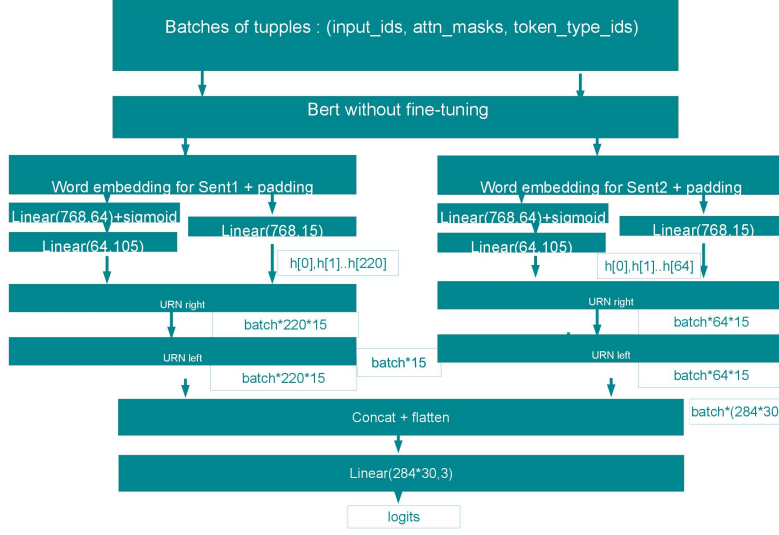 Batches of tupples : (input_ids, attn_masks, token_type_ids)
Bert without fine-tuning
Word embedding for Sent1 + padding
Word embedding for Sent2 + padding
Linear(768,64)+sigmoid
Linear(768,15)
Linear(768,64)+sigmoid
Linear(768,15)
Linear(64,105)
Linear(64,105)
h[0],h[1]..h[220]
h[0],h[1]..h[64]
URN right
URN right
batch*220*15
batch*64*15
URN left
URN left
batch*15
batch*220*15
batch*64*15
Concat + flatten
batch*(284*30
Linear(284*30,3)
logits